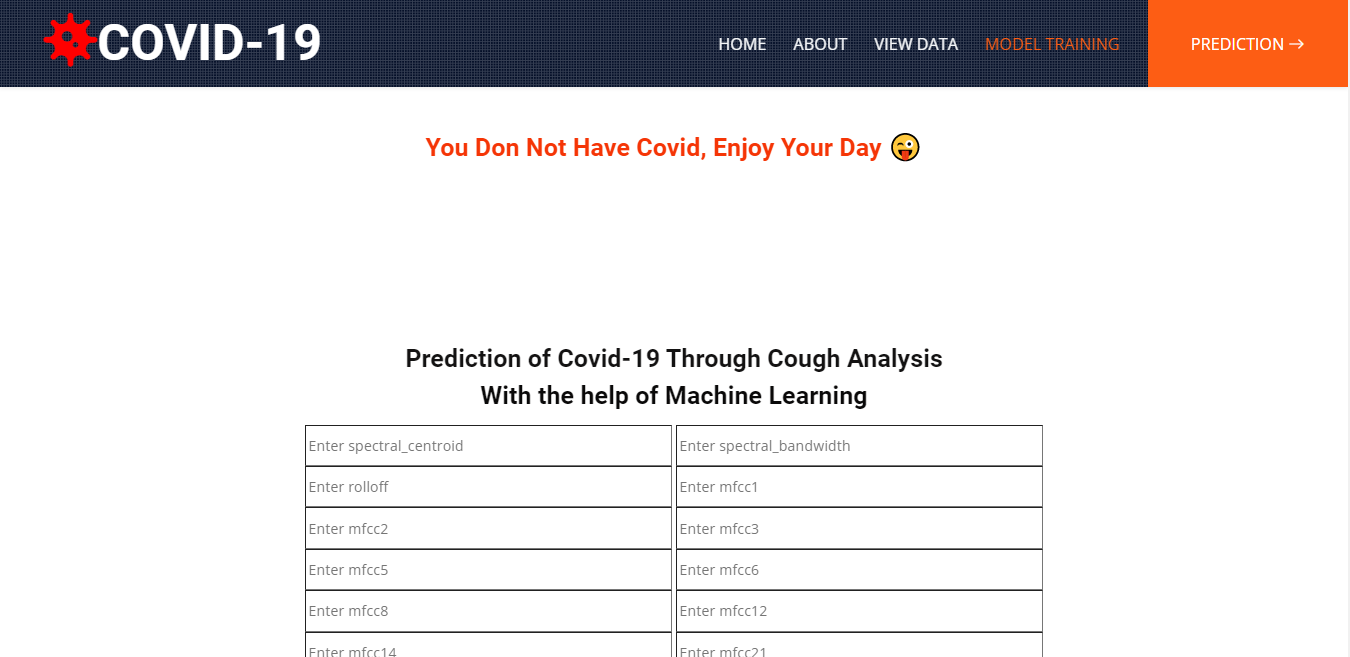 COVID-19
HOME ABOUT VIEW DATA MODEL TRAINING PREDICTION →
You Don Not Have Covid, Enjoy Your Day 😜
Prediction of Covid-19 Through Cough Analysis
With the help of Machine Learning
Enter spectral_centroid Enter spectral_bandwidth
Enter rolloff Enter mfcc1
Enter mfcc2 Enter mfcc3
Enter mfcc5 Enter mfcc6
Enter mfcc8 Enter mfcc12
Enter mfcc14 Enter mfcc21